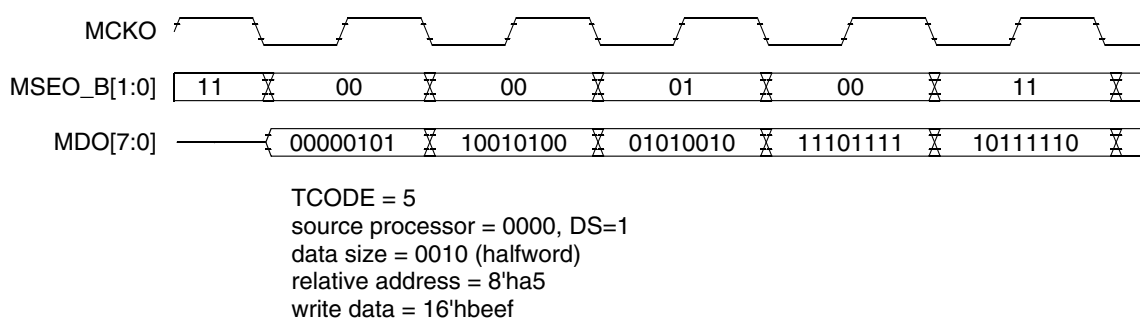 MCKO
MSEO_B[1:0] 11 00 00 01 00 11
MDO[7:0] 00000101 10010100 01010010 11101111 10111110
TCODE = 5
source processor = 0000, DS=1
data size = 0010 (halfword)
relative address = 8'ha5
write data = 16'hbeef